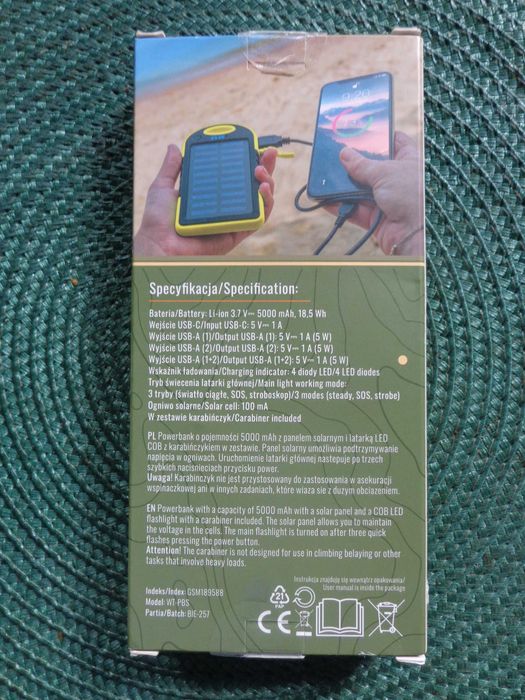 9:20
Specyfikacja/Specification:
Bateria/Battery: Li-ion 3.7 V⎓ 5000 mAh, 18,5 Wh
Wejście USB-C/Input USB-C: 5 V⎓ 1 A
Wyjście USB-A (1)/Output USB-A (1): 5 V⎓ 1 A (5 W)
Wyjście USB-A (2)/Output USB-A (2): 5 V⎓ 1 A (5 W)
Wyjście USB-A (1+2)/Output USB-A (1+2): 5 V⎓ 1 A (5 W)
Wskaźnik ładowania/Charging indicator: 4 diody LED/4 LED diodes
Tryb świecenia latarki głównej/Main light working mode:
3 tryby (światło ciągłe, SOS, stroboskop)/3 modes (steady, SOS, strobe)
Ogniwo solarne/Solar cell: 100 mA
W zestawie karabińczyk/Carabiner included
PL Powerbank o pojemności 5000 mAh z panelem solarnym i latarką LED
COB z karabińczykiem w zestawie. Panel solarny umożliwia podtrzymywanie
napięcia w ogniwach. Uruchomienie latarki głównej następuje po trzech
szybkich naciśnięciach przycisku power.
Uwaga! Karabińczyk nie jest przystosowany do zastosowania w asekuracji
wspinaczkowej ani w innych zadaniach, które wiążą się z dużym obciążeniem.
EN Powerbank with a capacity of 5000 mAh with a solar panel and a COB LED
flashlight with a carabiner included. The solar panel allows you to maintain
the voltage in the cells. The main flashlight is turned on after three quick
flashes pressing the power button.
Attention! The carabiner is not designed for use in climbing belaying or other
tasks that involve heavy loads.
Instrukcja znajduję się wewnątrz opakowania/
User manual is inside the package
Indeks/Index: GSM189588
Model: WT-PBS
Partia/Batch: BIE-257
21
PAP
CE